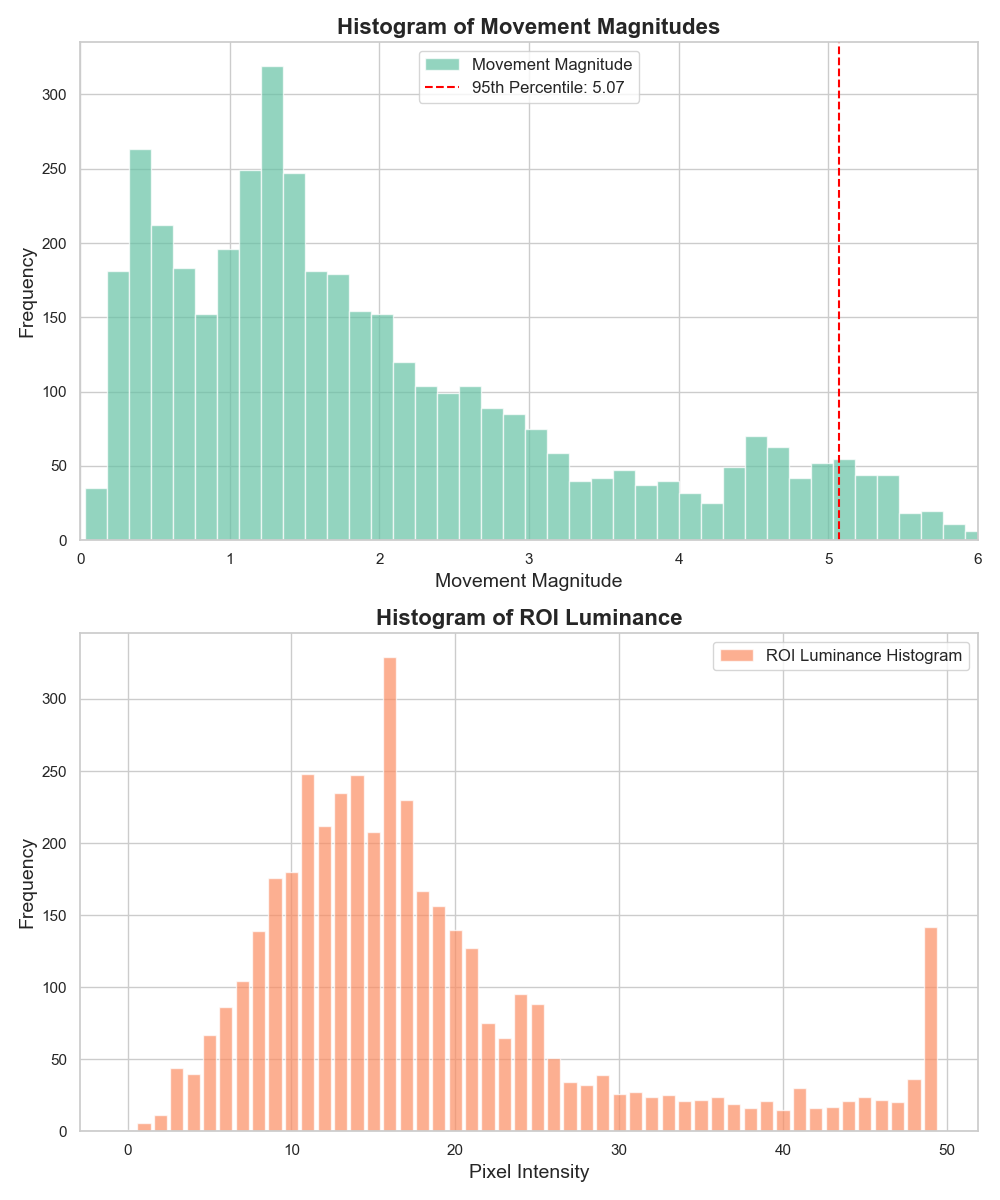 Histogram of Movement Magnitudes
Movement Magnitude
95th Percentile: 5.07
Frequency
300
250
200
150
100
50
0
0 1 2 3 4 5 6
Movement Magnitude
Histogram of ROI Luminance
ROI Luminance Histogram
Frequency
300
250
200
150
100
50
0
0 10 20 30 40 50
Pixel Intensity